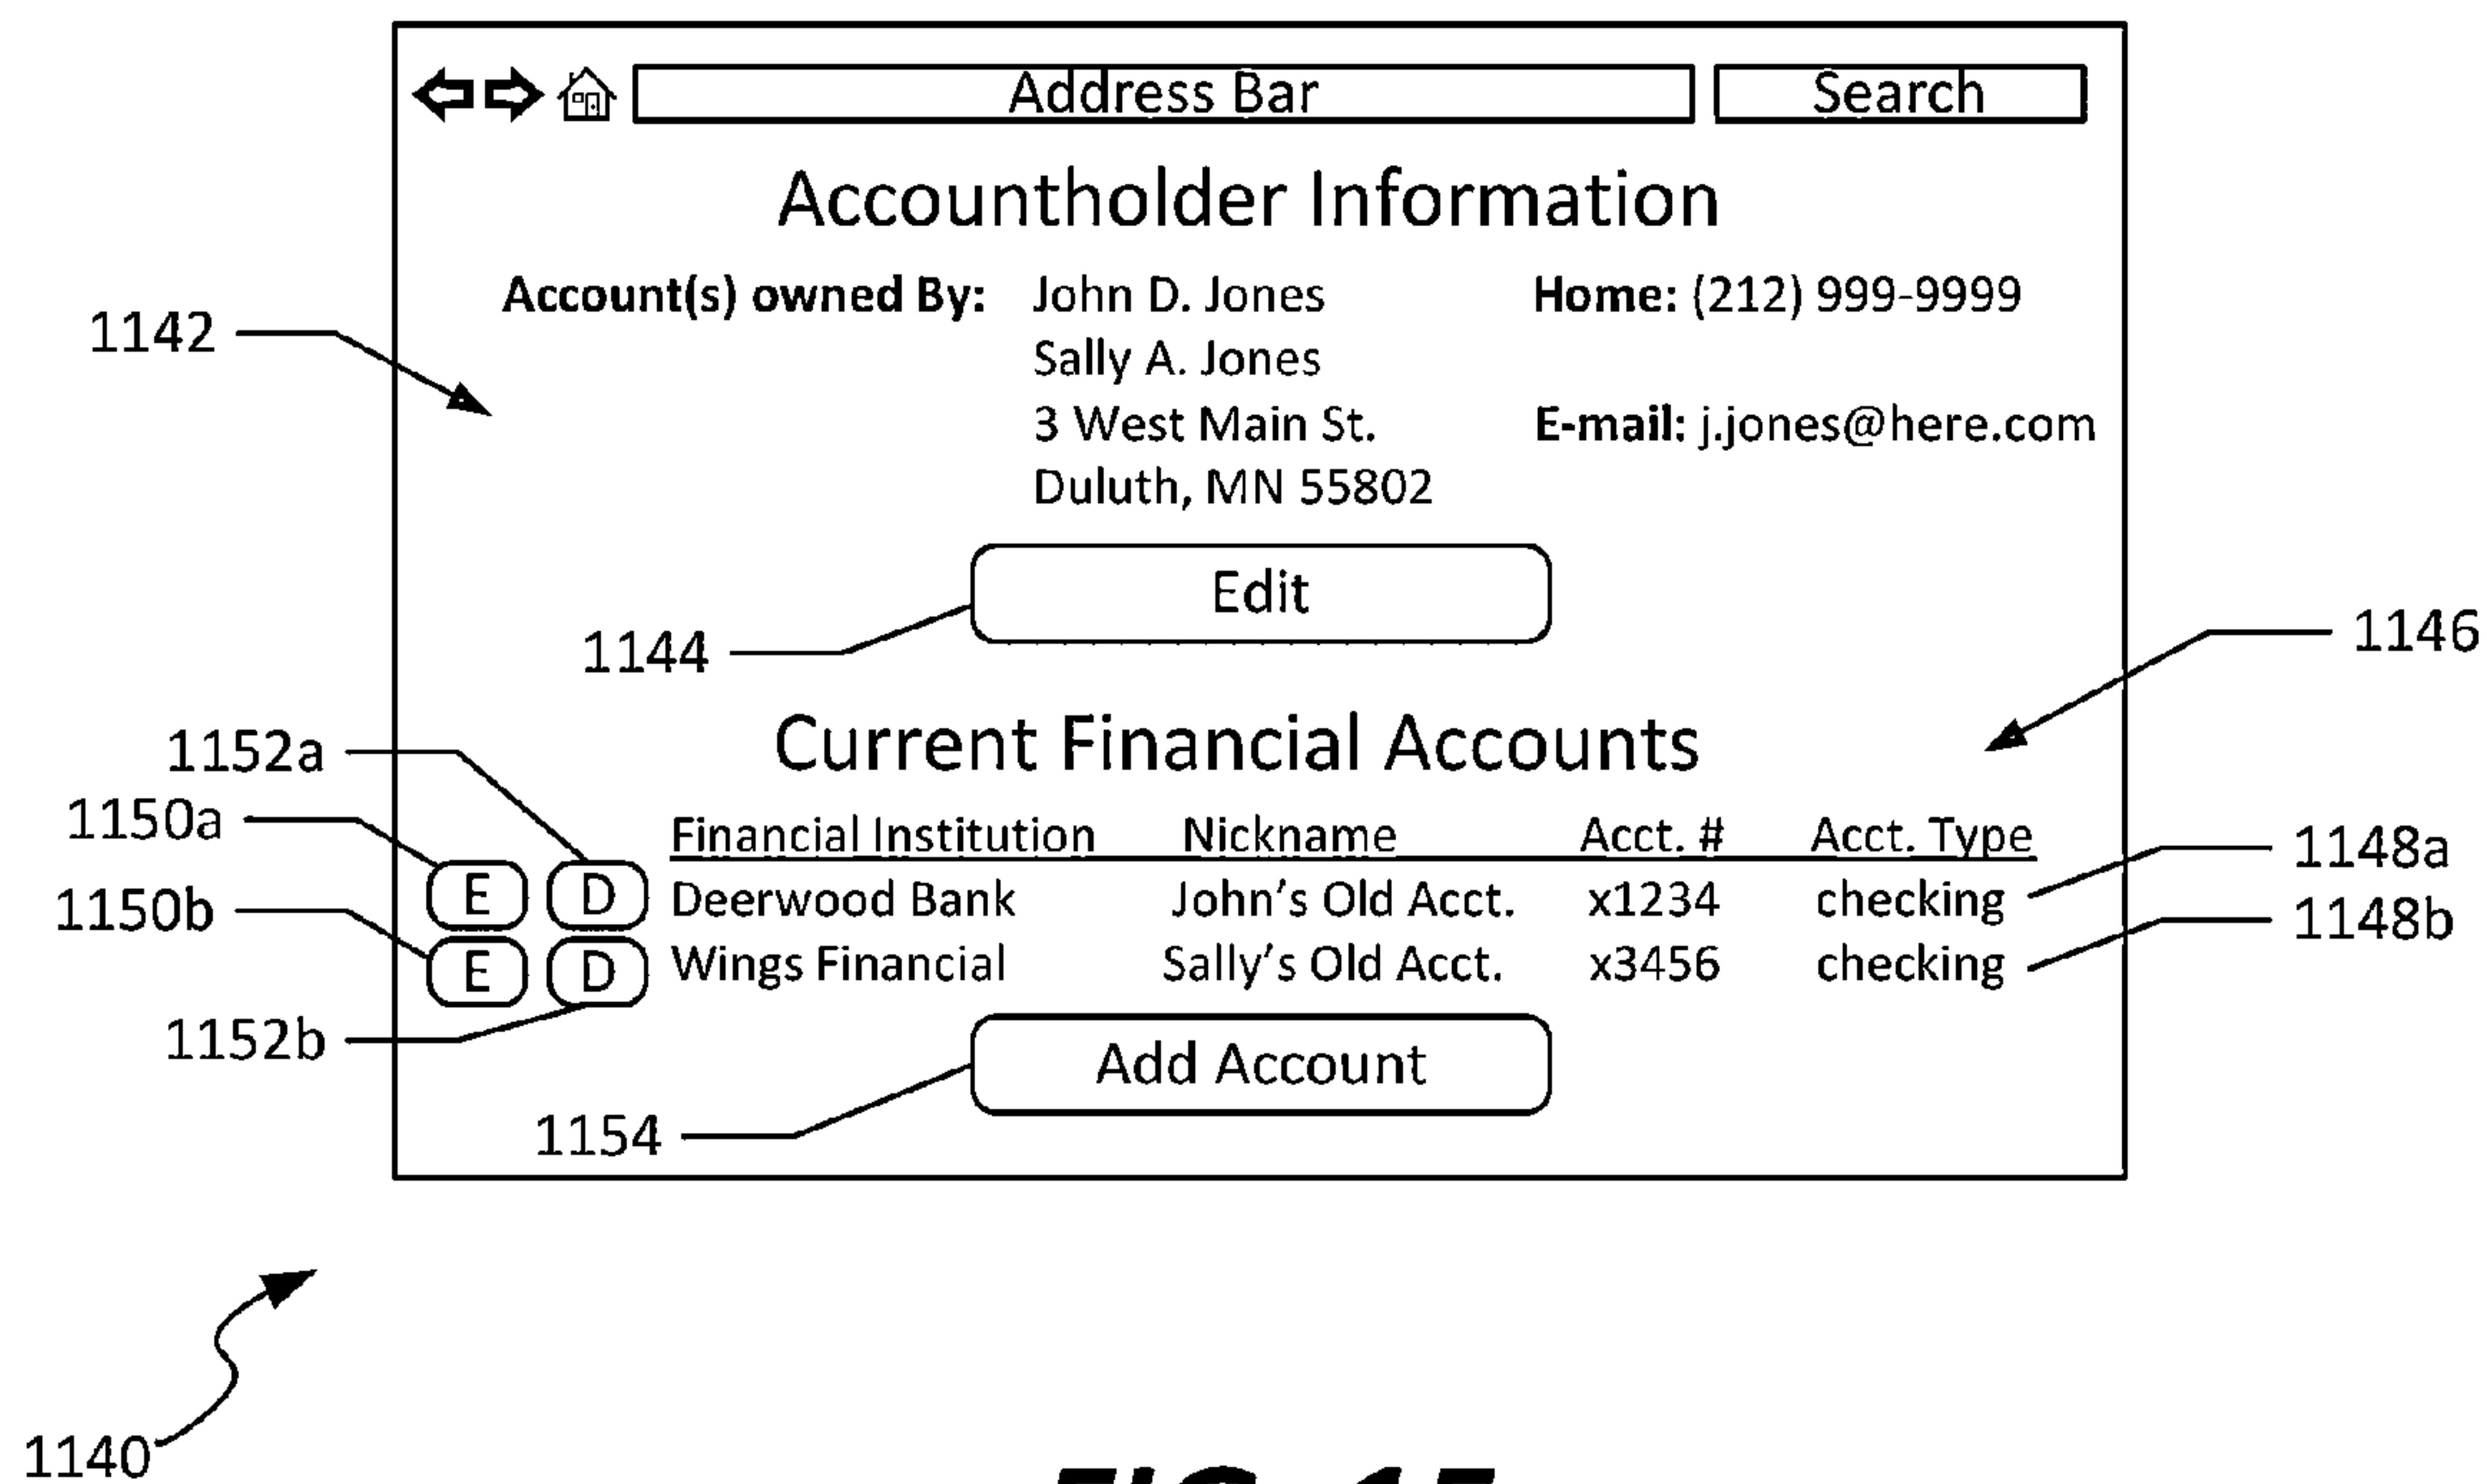 Address Bar Search
Accountholder Information
Account(s) owned By: John D. Jones Home: (212) 999-9999
1142
Sally A. Jones
3 West Main St. E-mail: j.jones@here.com
Duluth, MN 55802
Edit
1144
1146
Current Financial Accounts
1152a
1150a
Financial Institution Nickname Acct. # Acct. Type
1148a
E D Deerwood Bank John's Old Acct. x1234 checking
1150b
1148b
E D Wings Financial Sally's Old Acct. x3456 checking
1152b
Add Account
1154
1140